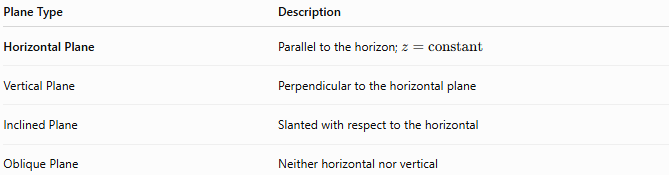 Plane Type Description
Horizontal Plane Parallel to the horizon; z = constant
Vertical Plane Perpendicular to the horizontal plane
Inclined Plane Slanted with respect to the horizontal
Oblique Plane Neither horizontal nor vertical